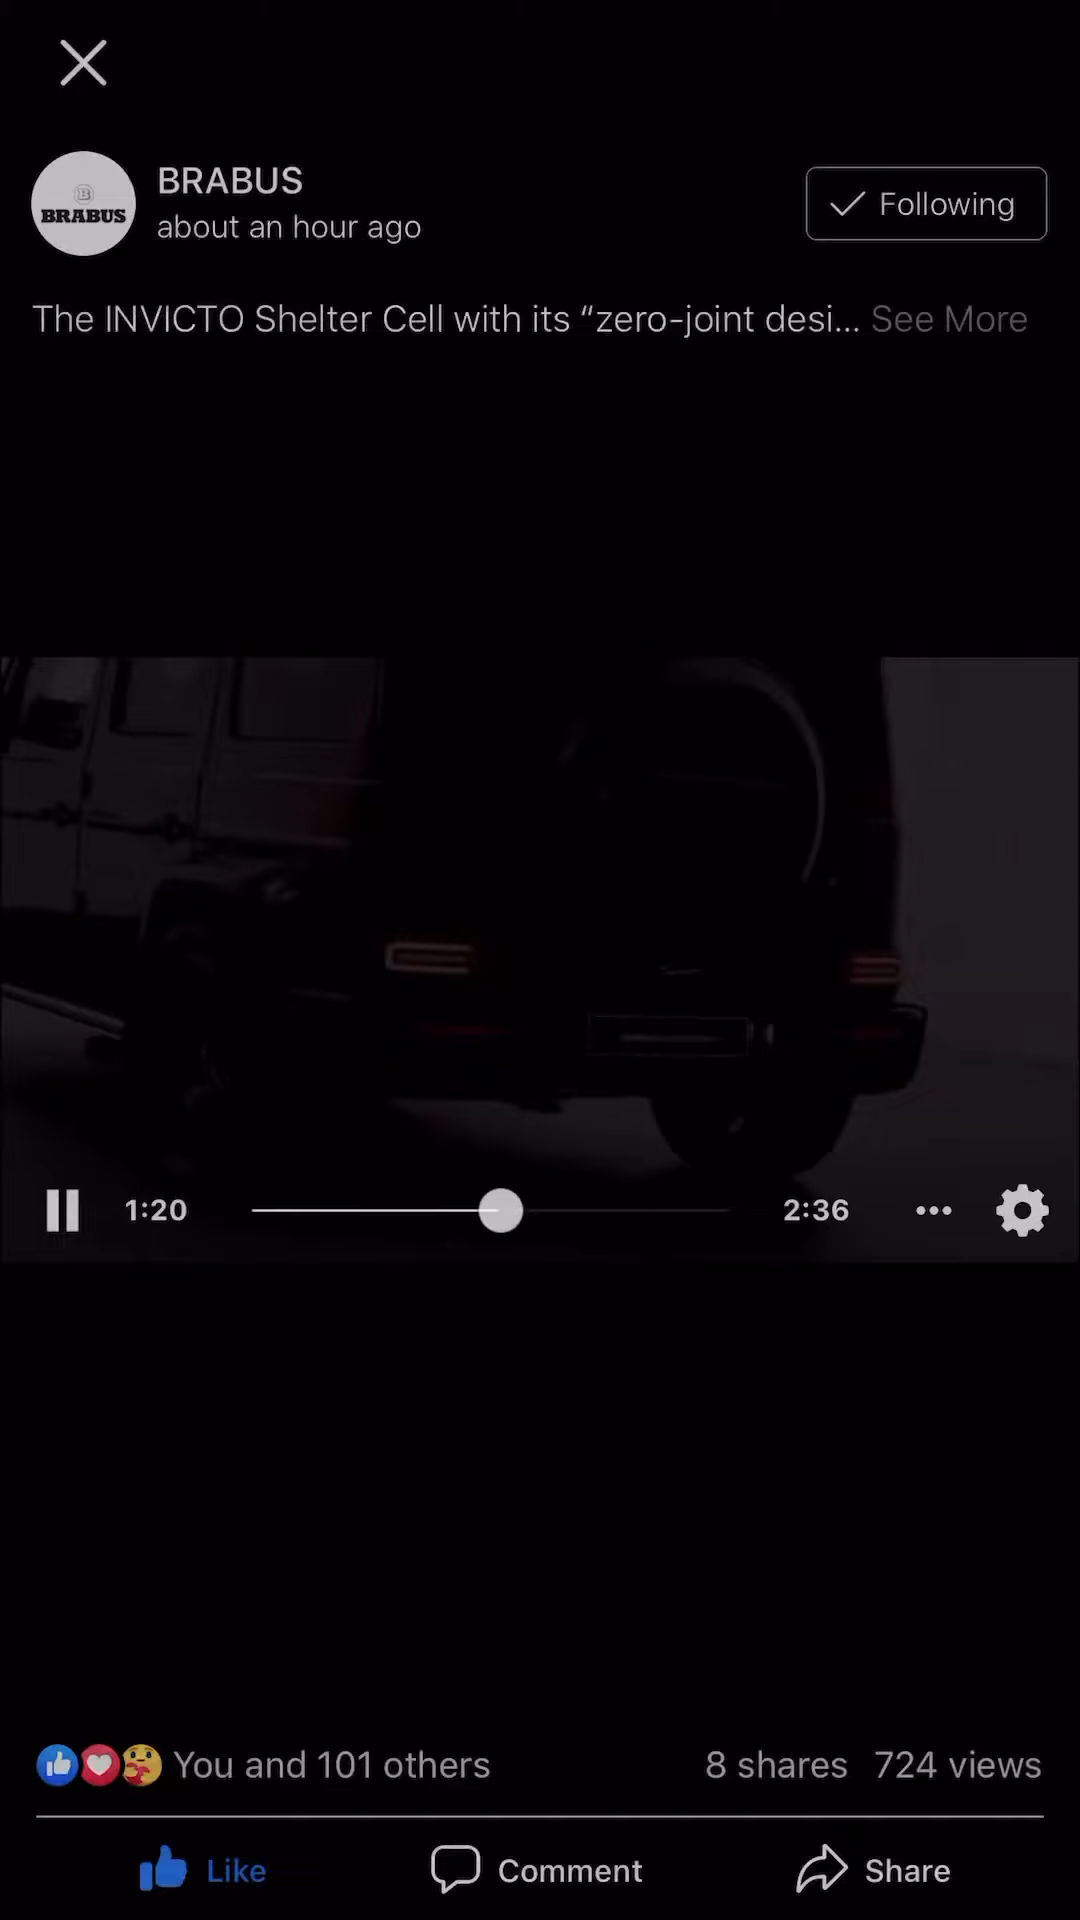 BRABUS
about an hour ago
B
BRABUS
Following
The INVICTO Shelter Cell with its “zero-joint desi... See More
1:20
2:36
You and 101 others
8 shares 724 views
Like
Comment
Share